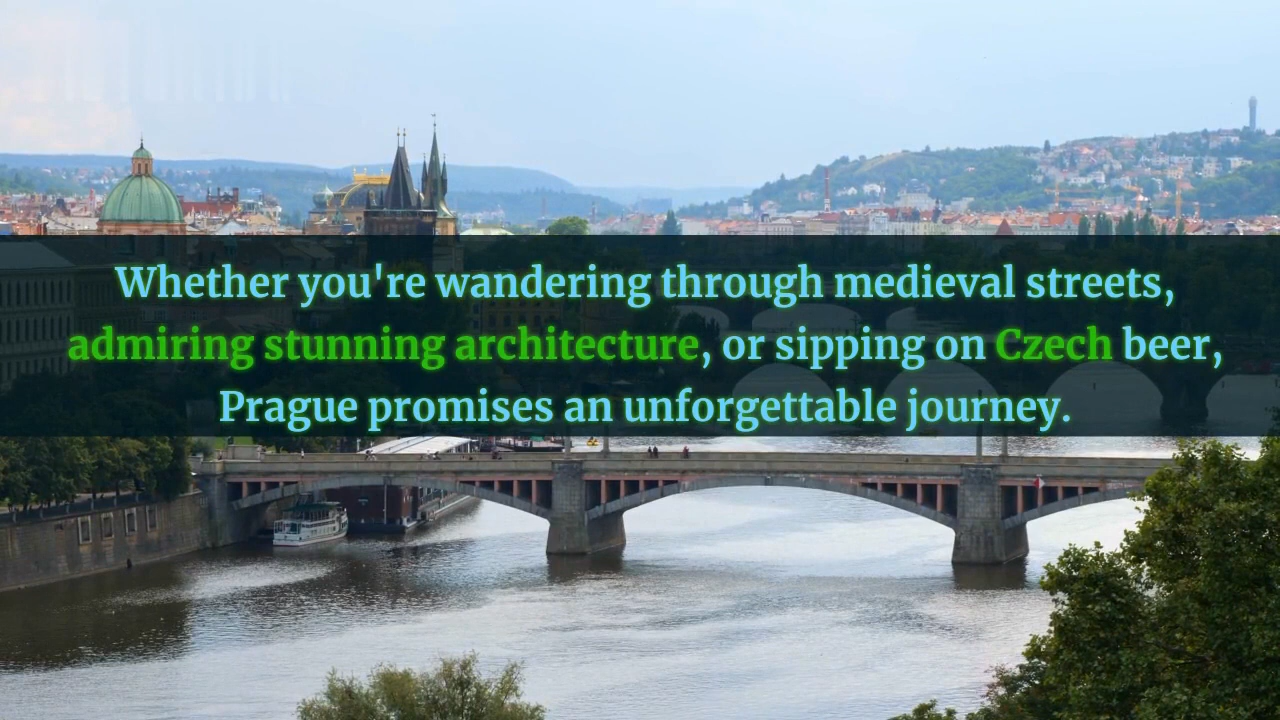 Whether you're wandering through medieval streets,
admiring stunning architecture, or sipping on Czech beer,
Prague promises an unforgettable journey.